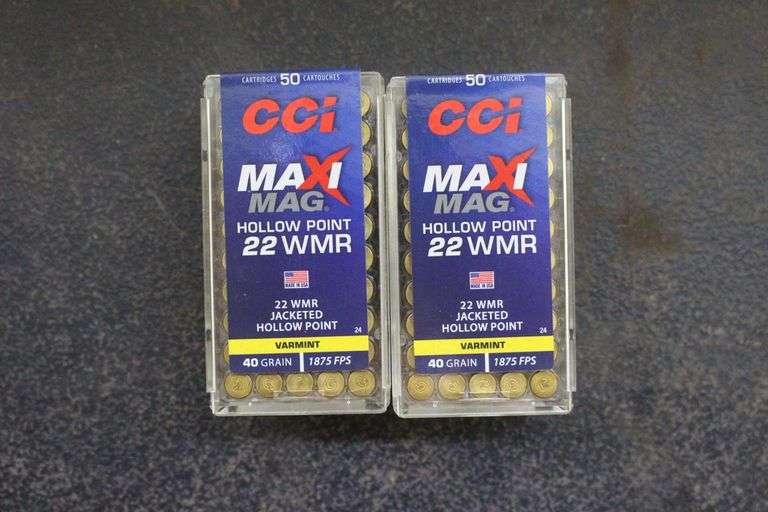 CARTRIDGES 50 CARTOUCHES
CCi
MAXI
MAG®
HOLLOW POINT
22 WMR
MADE IN USA
22 WMR
JACKETED
HOLLOW POINT
24
VARMINT
40 GRAIN 1875 FPS
CARTRIDGES 50 CARTOUCHES
CCi
MAXI
MAG®
HOLLOW POINT
22 WMR
MADE IN USA
22 WMR
JACKETED
HOLLOW POINT
24
VARMINT
40 GRAIN 1875 FPS